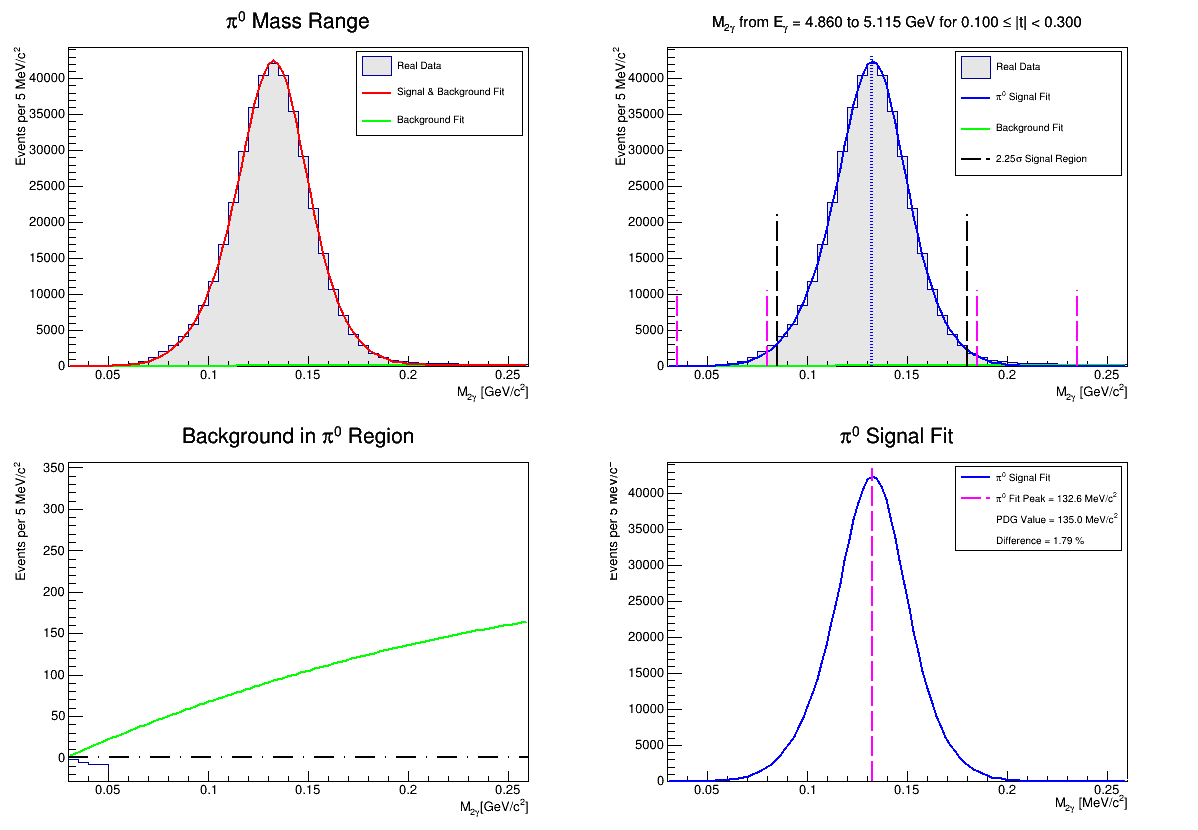 π⁰ Mass Range
Events per 5 MeV/c²
40000
35000
30000
25000
20000
15000
10000
5000
0
Real Data
Signal & Background Fit
Background Fit
0.05 0.1 0.15 0.2 0.25
M₂γ [GeV/c²]
M₂γ from Eγ = 4.860 to 5.115 GeV for 0.100 ≤ |t| < 0.300
Events per 5 MeV/c²
40000
35000
30000
25000
20000
15000
10000
5000
0
Real Data
π⁰ Signal Fit
Background Fit
2.25σ Signal Region
0.05 0.1 0.15 0.2 0.25
M₂γ [GeV/c²]
Background in π⁰ Region
Events per 5 MeV/c²
350
300
250
200
150
100
50
0
0.05 0.1 0.15 0.2 0.25
M₂γ[GeV/c²]
π⁰ Signal Fit
Events per 5 MeV/c²
40000
35000
30000
25000
20000
15000
10000
5000
0
π⁰ Signal Fit
π⁰ Fit Peak = 132.6 MeV/c²
PDG Value = 135.0 MeV/c²
Difference = 1.79 %
0.05 0.1 0.15 0.2 0.25
M₂γ [MeV/c²]